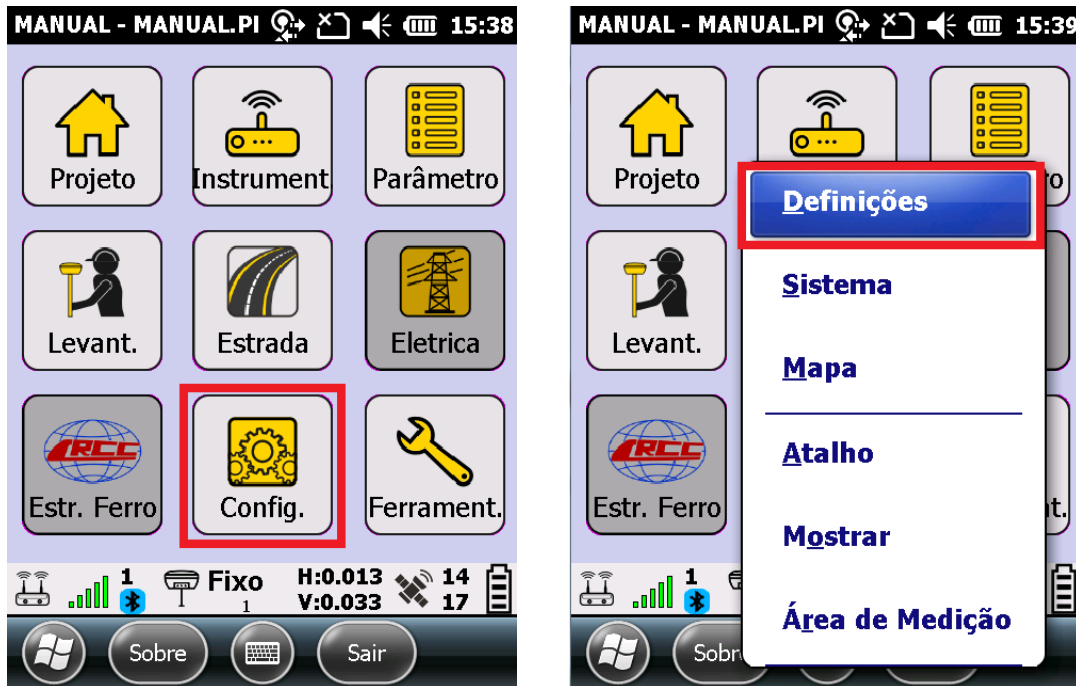 MANUAL - MANUAL.PI 15:38
Projeto Instrument Parâmetro
Levant. Estrada Eletrica
CRCC
Estr. Ferro Config. Ferrament.
1 Fixo H:0.013 14
1 V:0.033 17
Sobre Sair
MANUAL - MANUAL.PI 15:39
Projeto
Definições
Sistema
Levant.
Mapa
Atalho
CRCC
Estr. Ferro
Mostrar
1
Área de Medição
Sobr